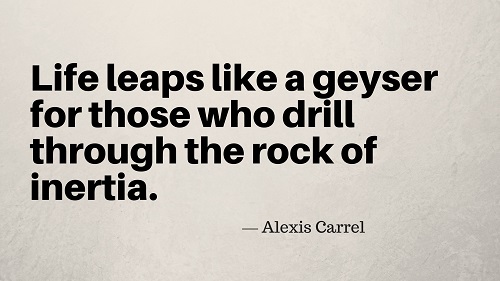 Life leaps like a geyser
for those who drill
through the rock of
inertia.
— Alexis Carrel